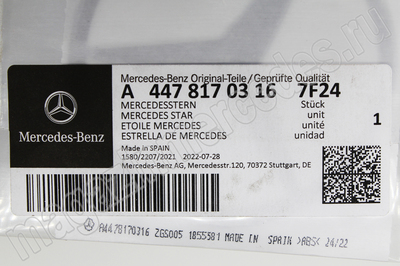 Mercedes-Benz Original-Teile/Geprüfte Qualität
A 447 817 03 16 7F24
MERCEDESSTERN Stück
MERCEDES STAR unit
ETOILE MERCEDES unité
ESTRELLA DE MERCEDES unidad
1
Mercedes-Benz
Made in SPAIN
1580/2207/2021 2022-07-28
Mercedes-Benz AG, Mercedesstr.120, 70372 Stuttgart, DE
A4478170316 ZGS005 1855581 MADE IN SPAIN >ABS< 24/22